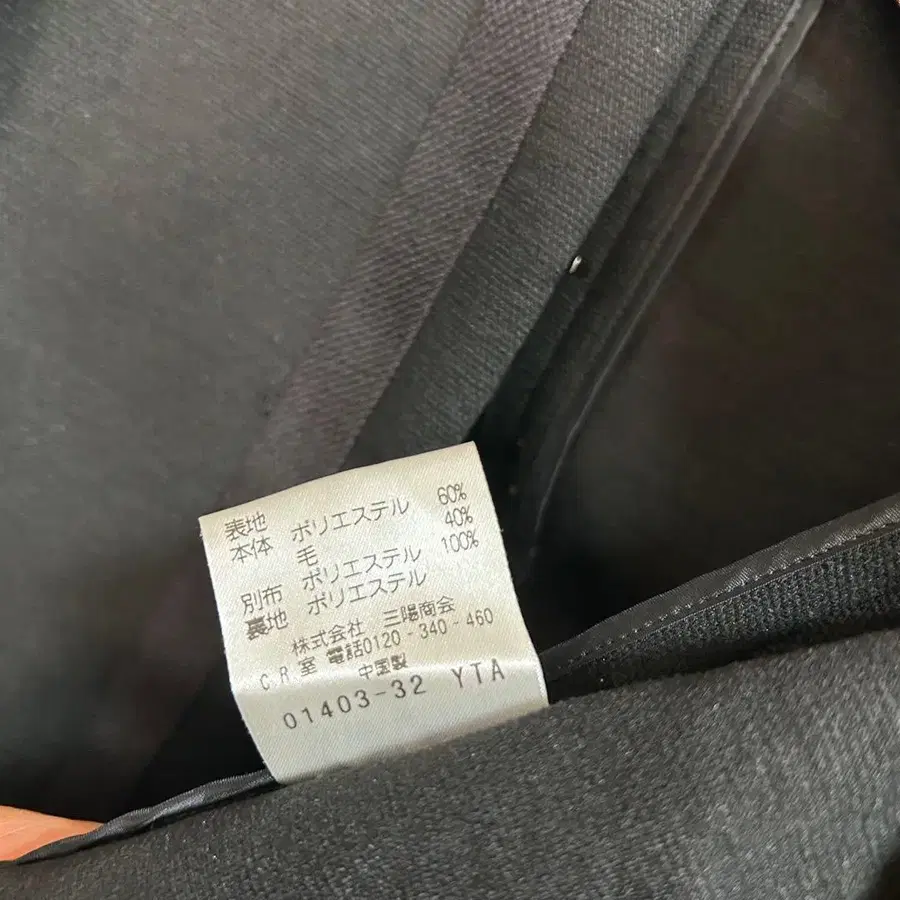 表地
本体 ポリエステル 60%
毛 40%
別布 ポリエステル 100%
裏地 ポリエステル
株式会社 三陽商会
C.R.室 電話0120-340-460
中国製
01403-32 YTA